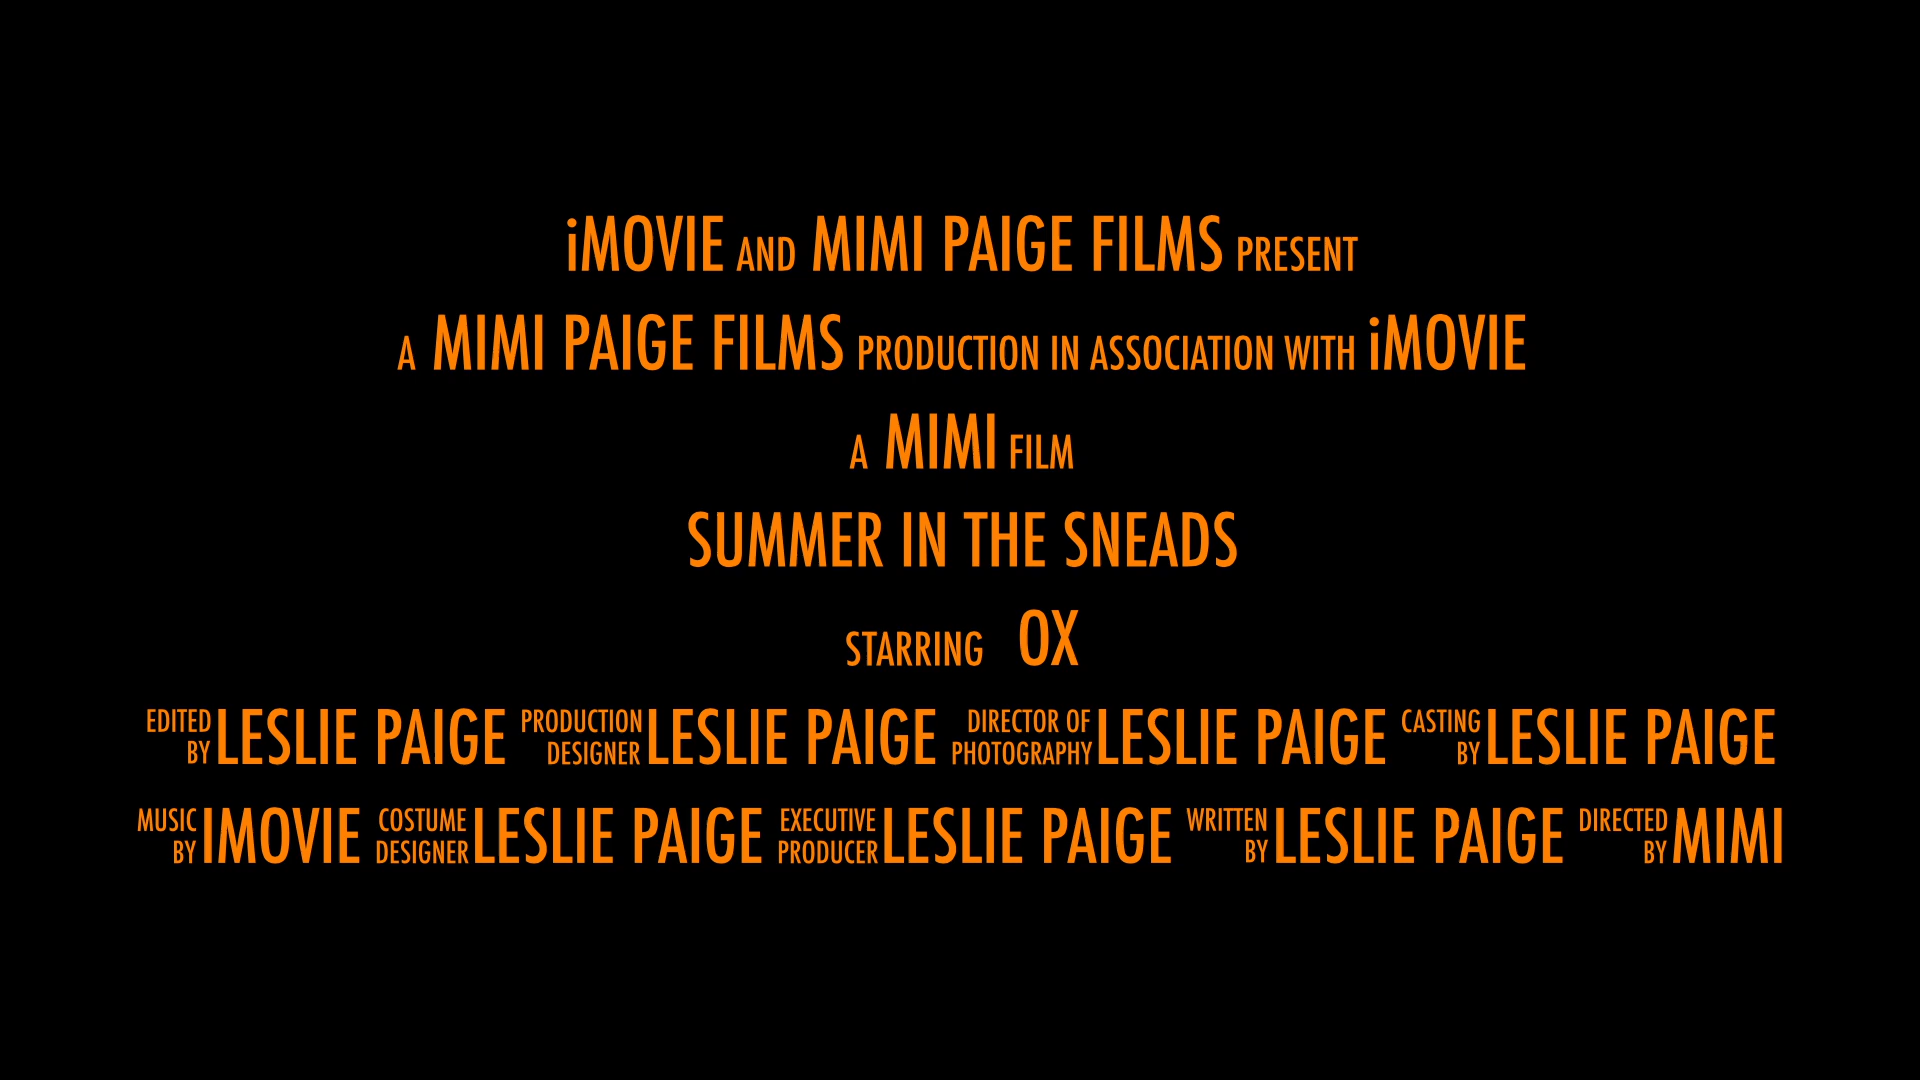 iMOVIE AND MIMI PAIGE FILMS PRESENT
A MIMI PAIGE FILMS PRODUCTION IN ASSOCIATION WITH iMOVIE
A MIMI FILM
SUMMER IN THE SNEADS
STARRING OX
EDITED BY LESLIE PAIGE PRODUCTION DESIGNER LESLIE PAIGE DIRECTOR OF PHOTOGRAPHY LESLIE PAIGE CASTING BY LESLIE PAIGE
MUSIC BY IMOVIE COSTUME DESIGNER LESLIE PAIGE EXECUTIVE PRODUCER LESLIE PAIGE WRITTEN BY LESLIE PAIGE DIRECTED BY MIMI